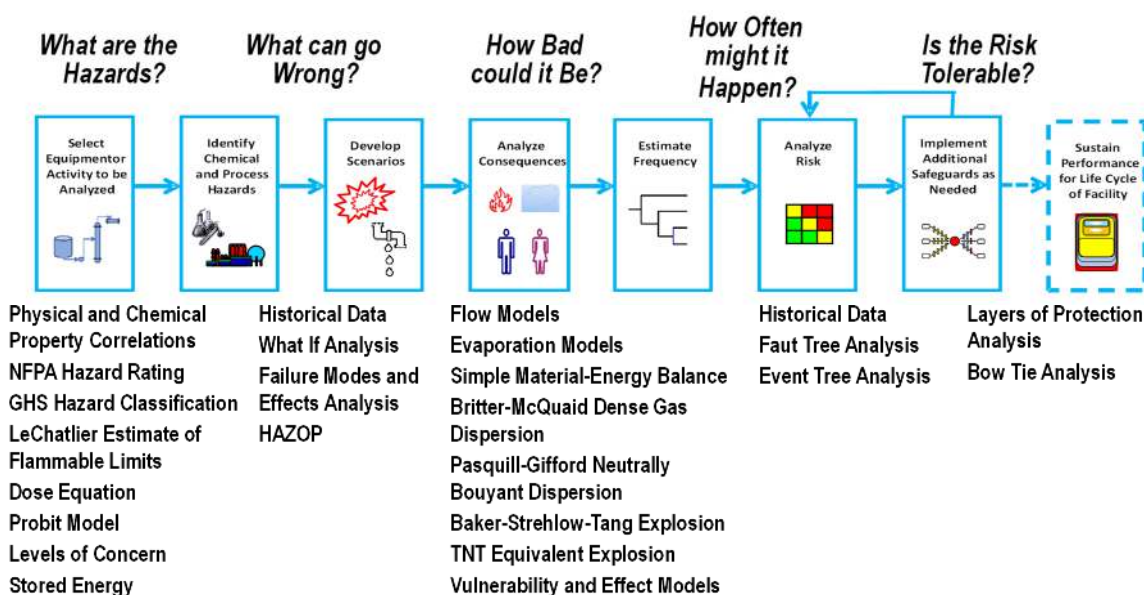 What are the
Hazards?
What can go
Wrong?
How Bad
could it Be?
How Often
might it
Happen?
Is the Risk
Tolerable?
Select
Equipmentor
Activity to be
Analyzed
Identify
Chemical
and Process
Hazards
Develop
Scenarios
Analyze
Consequences
Estimate
Frequency
Analyze
Risk
Implement
Additional
Safeguards as
Needed
Sustain
Performance
for Life Cycle
of Facility
Physical and Chemical
Property Correlations
NFPA Hazard Rating
GHS Hazard Classification
LeChatlier Estimate of
Flammable Limits
Dose Equation
Probit Model
Levels of Concern
Stored Energy
Historical Data
What If Analysis
Failure Modes and
Effects Analysis
HAZOP
Flow Models
Evaporation Models
Simple Material-Energy Balance
Britter-McQuaid Dense Gas
Dispersion
Pasquill-Gifford Neutrally
Bouyant Dispersion
Baker-Strehlow-Tang Explosion
TNT Equivalent Explosion
Vulnerability and Effect Models
Historical Data
Faut Tree Analysis
Event Tree Analysis
Layers of Protection
Analysis
Bow Tie Analysis